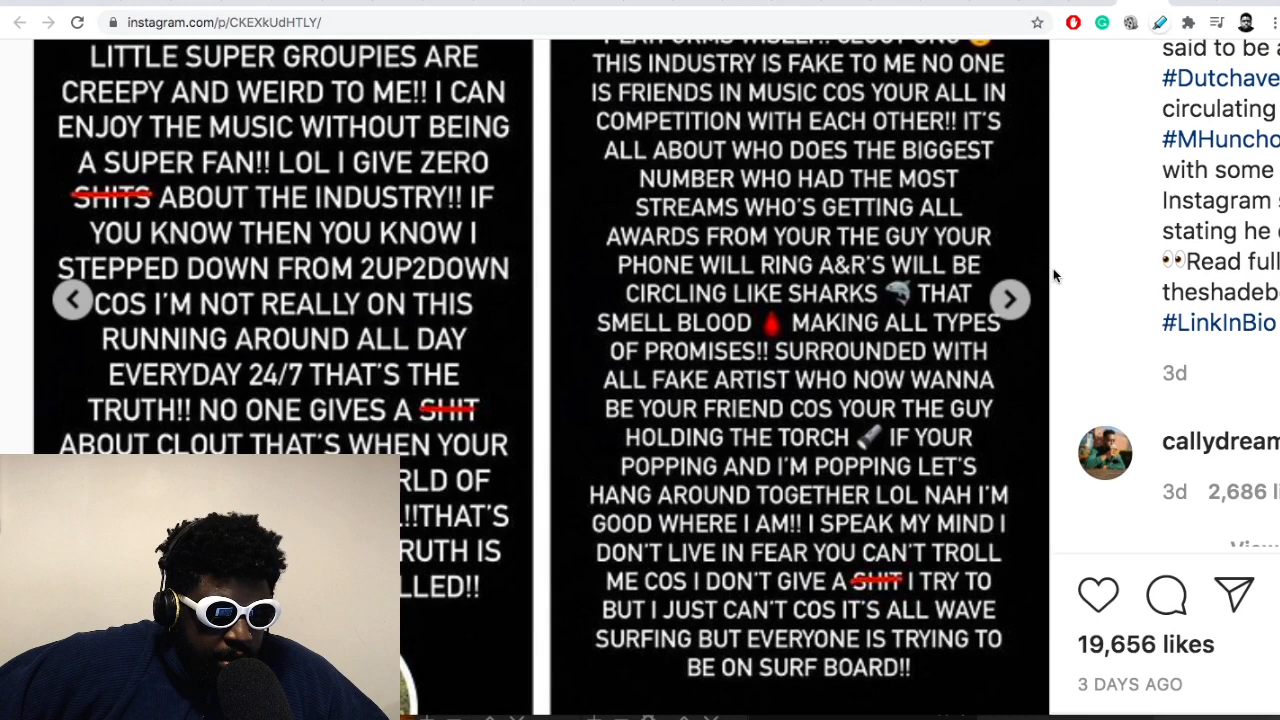 instagram.com/p/CKEXkUdHTLY/
LITTLE SUPER GROUPIES ARE
CREEPY AND WEIRD TO ME!! I CAN
ENJOY THE MUSIC WITHOUT BEING
A SUPER FAN!! LOL I GIVE ZERO
SHITS ABOUT THE INDUSTRY!! IF
YOU KNOW THEN YOU KNOW I
STEPPED DOWN FROM 2UP2DOWN
COS I'M NOT REALLY ON THIS
RUNNING AROUND ALL DAY
EVERYDAY 24/7 THAT'S THE
TRUTH!! NO ONE GIVES A SHIT
ABOUT CLOUT THAT'S WHEN YOUR
RLD OF
!!THAT'S
RUTH IS
LLED!!
THIS INDUSTRY IS FAKE TO ME NO ONE
IS FRIENDS IN MUSIC COS YOUR ALL IN
COMPETITION WITH EACH OTHER!! IT'S
ALL ABOUT WHO DOES THE BIGGEST
NUMBER WHO HAD THE MOST
STREAMS WHO'S GETTING ALL
AWARDS FROM YOUR THE GUY YOUR
PHONE WILL RING A&R'S WILL BE
CIRCLING LIKE SHARKS 🦈 THAT
SMELL BLOOD 🩸 MAKING ALL TYPES
OF PROMISES!! SURROUNDED WITH
ALL FAKE ARTIST WHO NOW WANNA
BE YOUR FRIEND COS YOUR THE GUY
HOLDING THE TORCH 🔦 IF YOUR
POPPING AND I'M POPPING LET'S
HANG AROUND TOGETHER LOL NAH I'M
GOOD WHERE I AM!! I SPEAK MY MIND I
DON'T LIVE IN FEAR YOU CAN'T TROLL
ME COS I DON'T GIVE A SHIT I TRY TO
BUT I JUST CAN'T COS IT'S ALL WAVE
SURFING BUT EVERYONE IS TRYING TO
BE ON SURF BOARD!!
said to be a
#Dutchave
circulating
#MHuncho
with some
Instagram s
stating he
👀Read full
theshadeb
#LinkInBio
3d
callydream
3d 2,686 li
19,656 likes
3 DAYS AGO